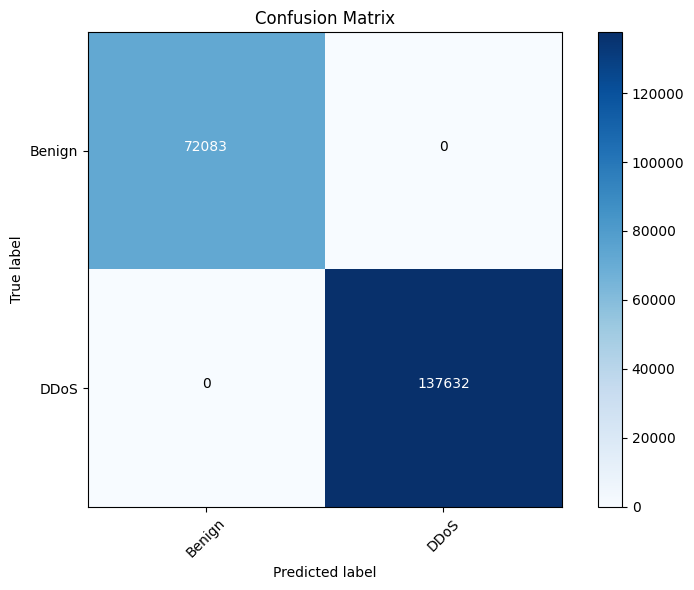 Confusion Matrix
Benign
72083
0
DDoS
0
137632
Benign
DDoS
True label
Predicted label
120000
100000
80000
60000
40000
20000
0